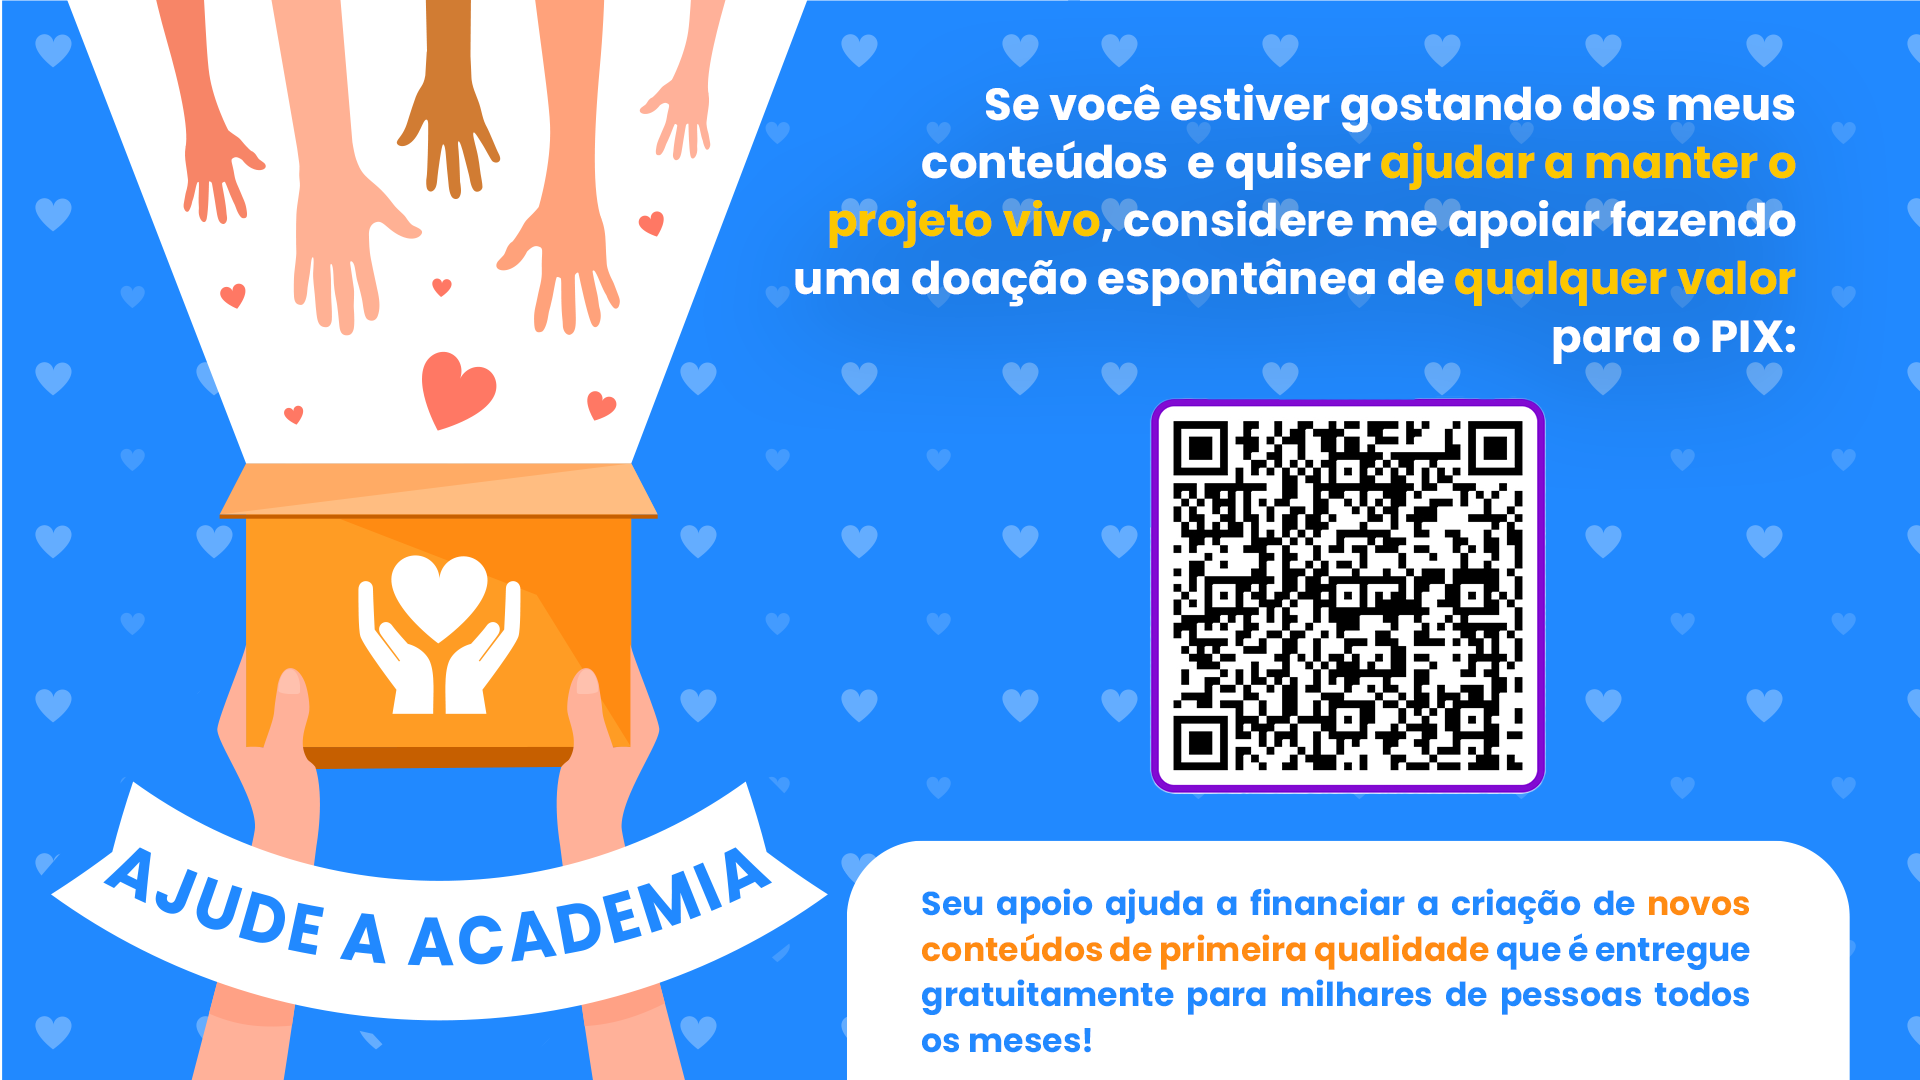 Se você estiver gostando dos meus
conteúdos e quiser ajudar a manter o
projeto vivo, considere me apoiar fazendo
uma doação espontânea de qualquer valor
para o PIX:
AJUDE A ACADEMIA
Seu apoio ajuda a financiar a criação de novos
conteúdos de primeira qualidade que é entregue
gratuitamente para milhares de pessoas todos
os meses!